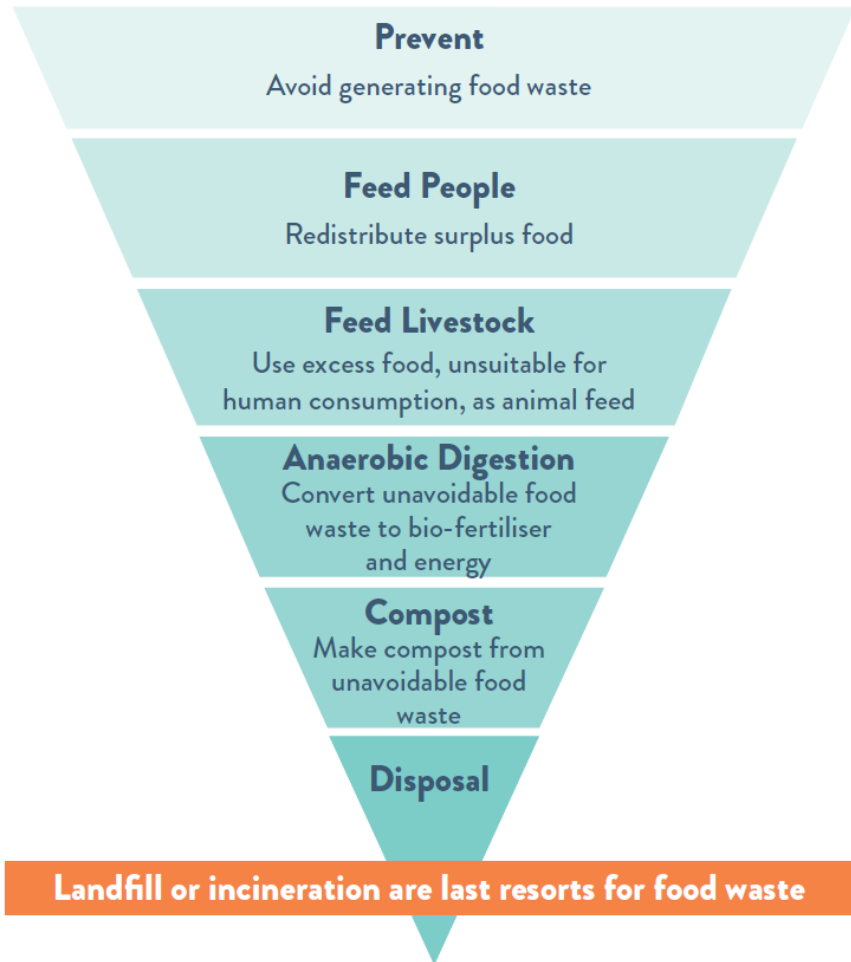 Prevent
Avoid generating food waste
Feed People
Redistribute surplus food
Feed Livestock
Use excess food, unsuitable for
human consumption, as animal feed
Anaerobic Digestion
Convert unavoidable food
waste to bio-fertiliser
and energy
Compost
Make compost from
unavoidable food
waste
Disposal
Landfill or incineration are last resorts for food waste